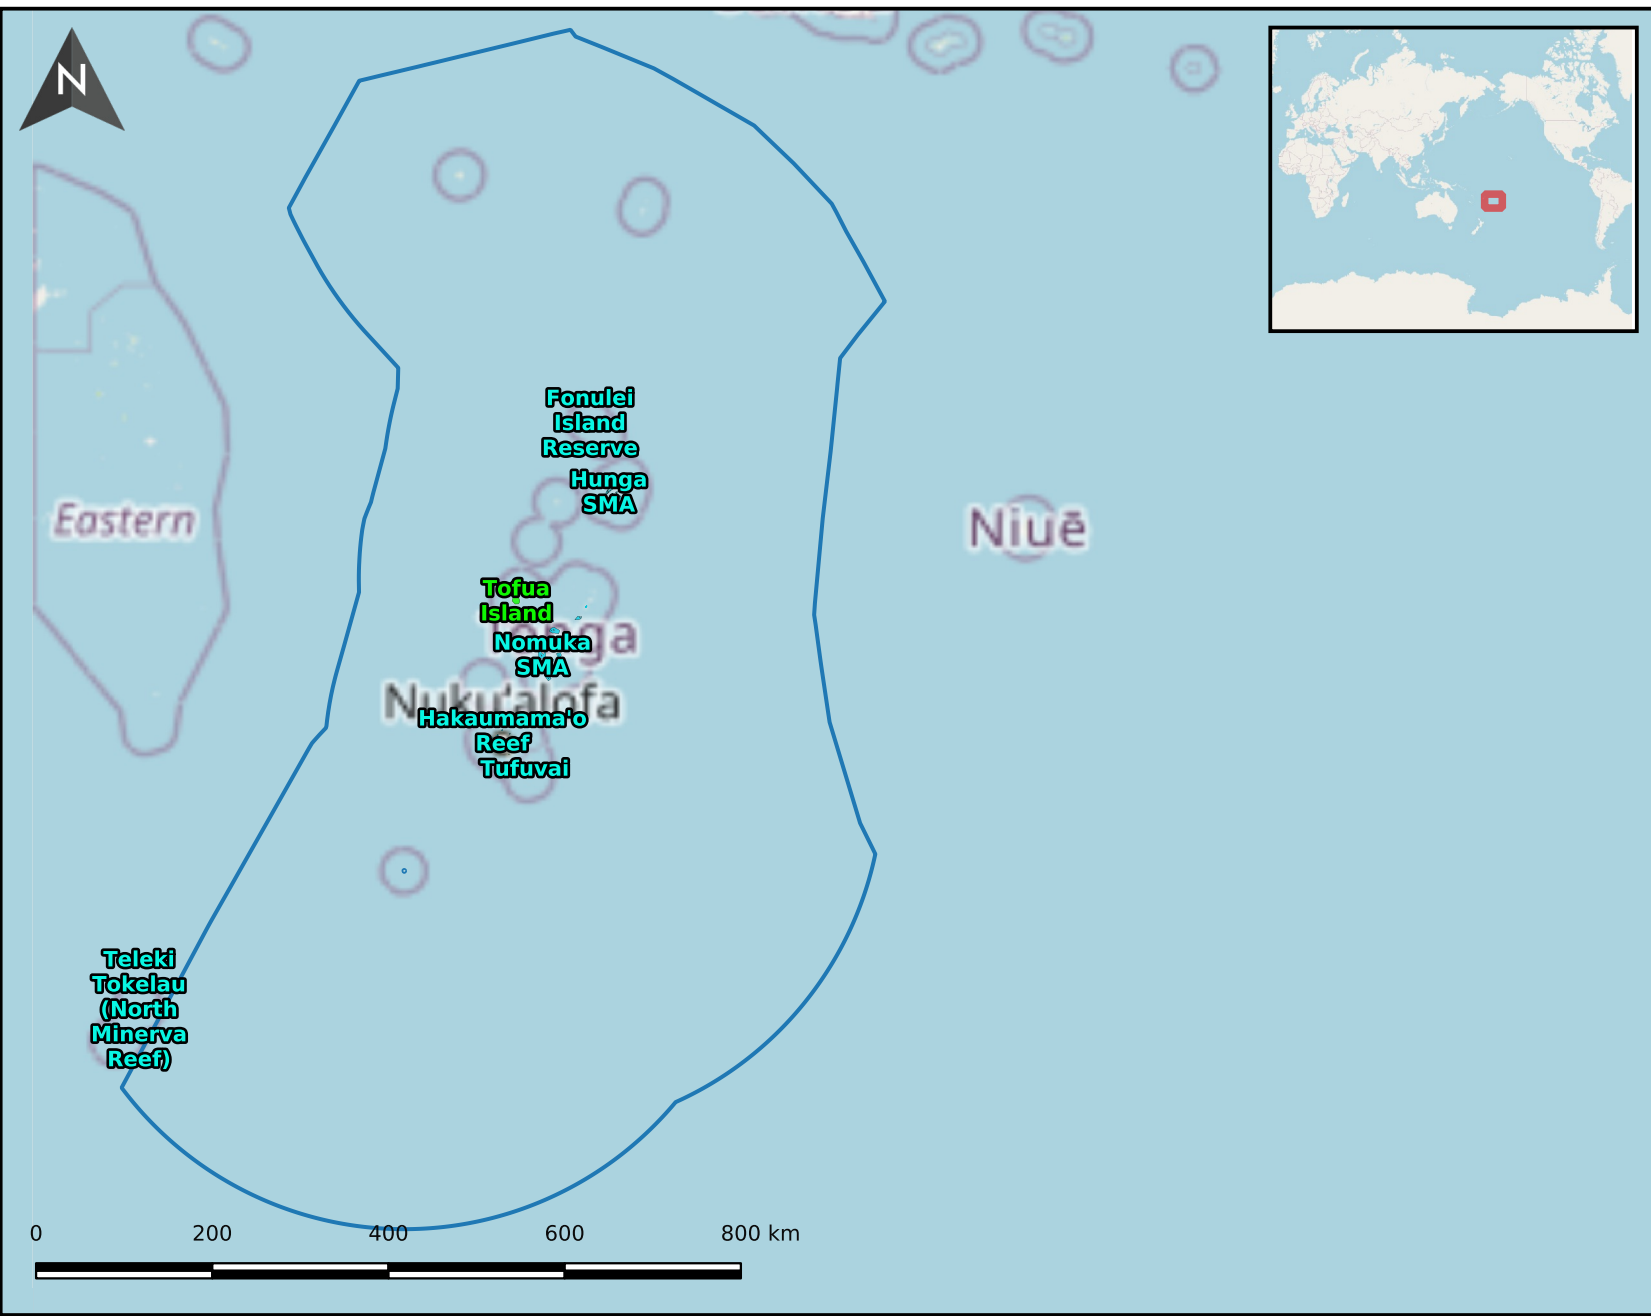 N
Fonulei
Island
Reserve
Hunga
SMA
Eastern
Niuē
Tofua
Island
Tonga
Nomuka
SMA
Nuku'alofa
Hakaumama'o
Reef
Tufuvai
Teleki
Tokelau
(North
Minerva
Reef)
0 200 400 600 800 km